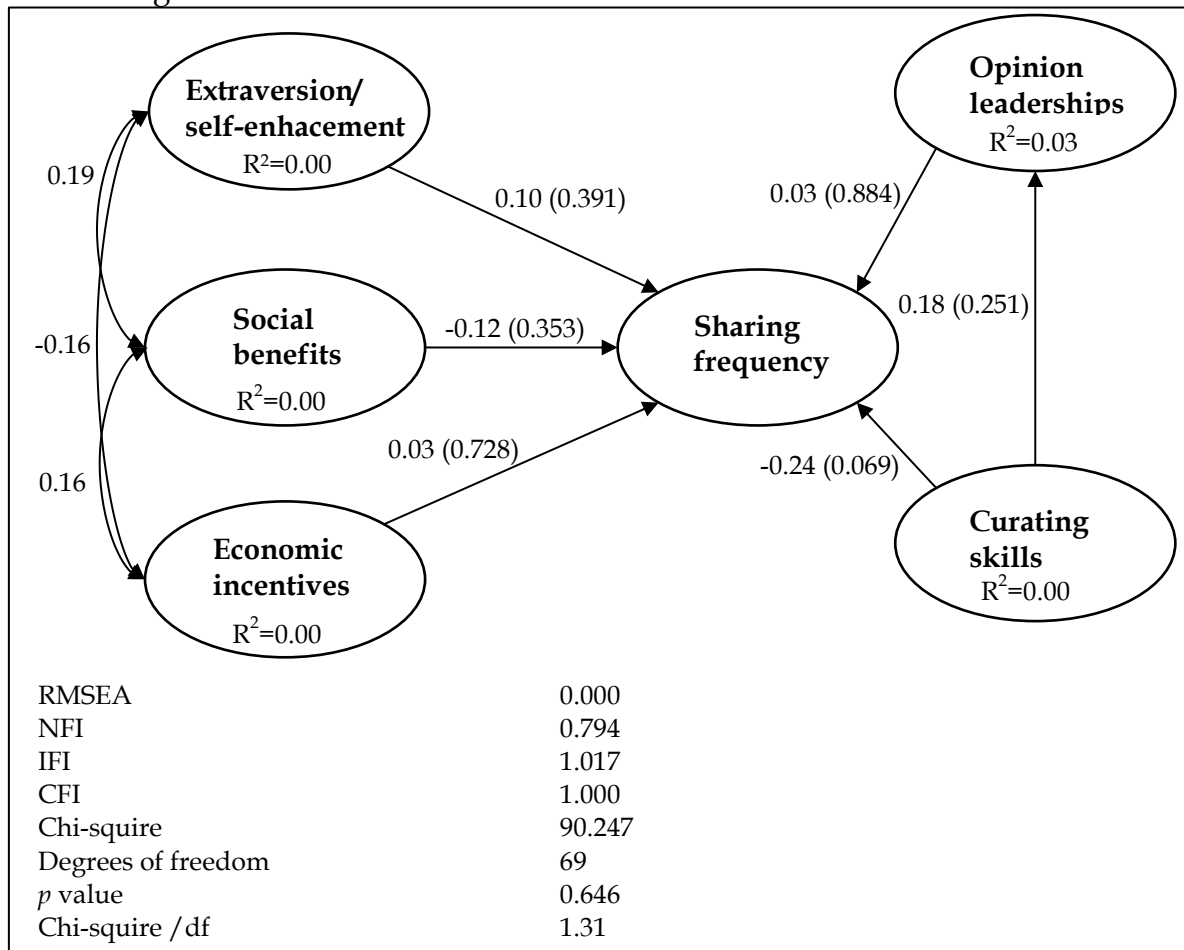 Extraversion/
self-enhacement
R²=0.00
Opinion
leaderships
R²=0.03
0.19
0.10 (0.391)
0.03 (0.884)
Social
benefits
R²=0.00
-0.16
-0.12 (0.353)
Sharing
frequency
0.18 (0.251)
0.16
0.03 (0.728)
-0.24 (0.069)
Economic
incentives
R²=0.00
Curating
skills
R²=0.00
RMSEA 0.000
NFI 0.794
IFI 1.017
CFI 1.000
Chi-squire 90.247
Degrees of freedom 69
p value 0.646
Chi-squire /df 1.31